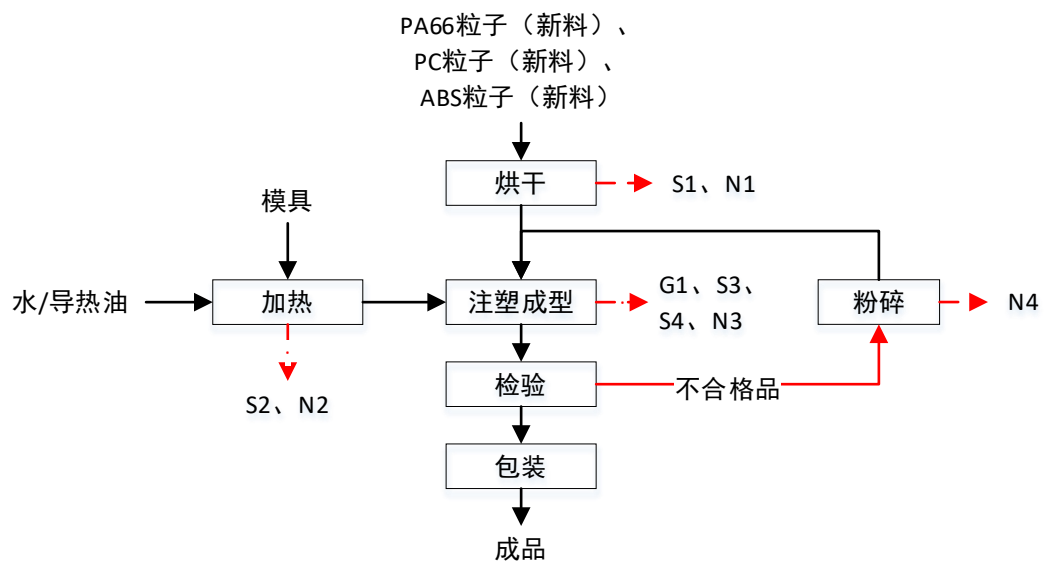 PA66粒子（新料）、
PC粒子（新料）、
ABS粒子（新料）
烘干
S1、N1
模具
水/导热油
加热
注塑成型
G1、S3、
S4、N3
粉碎
N4
S2、N2
检验
不合格品
包装
成品